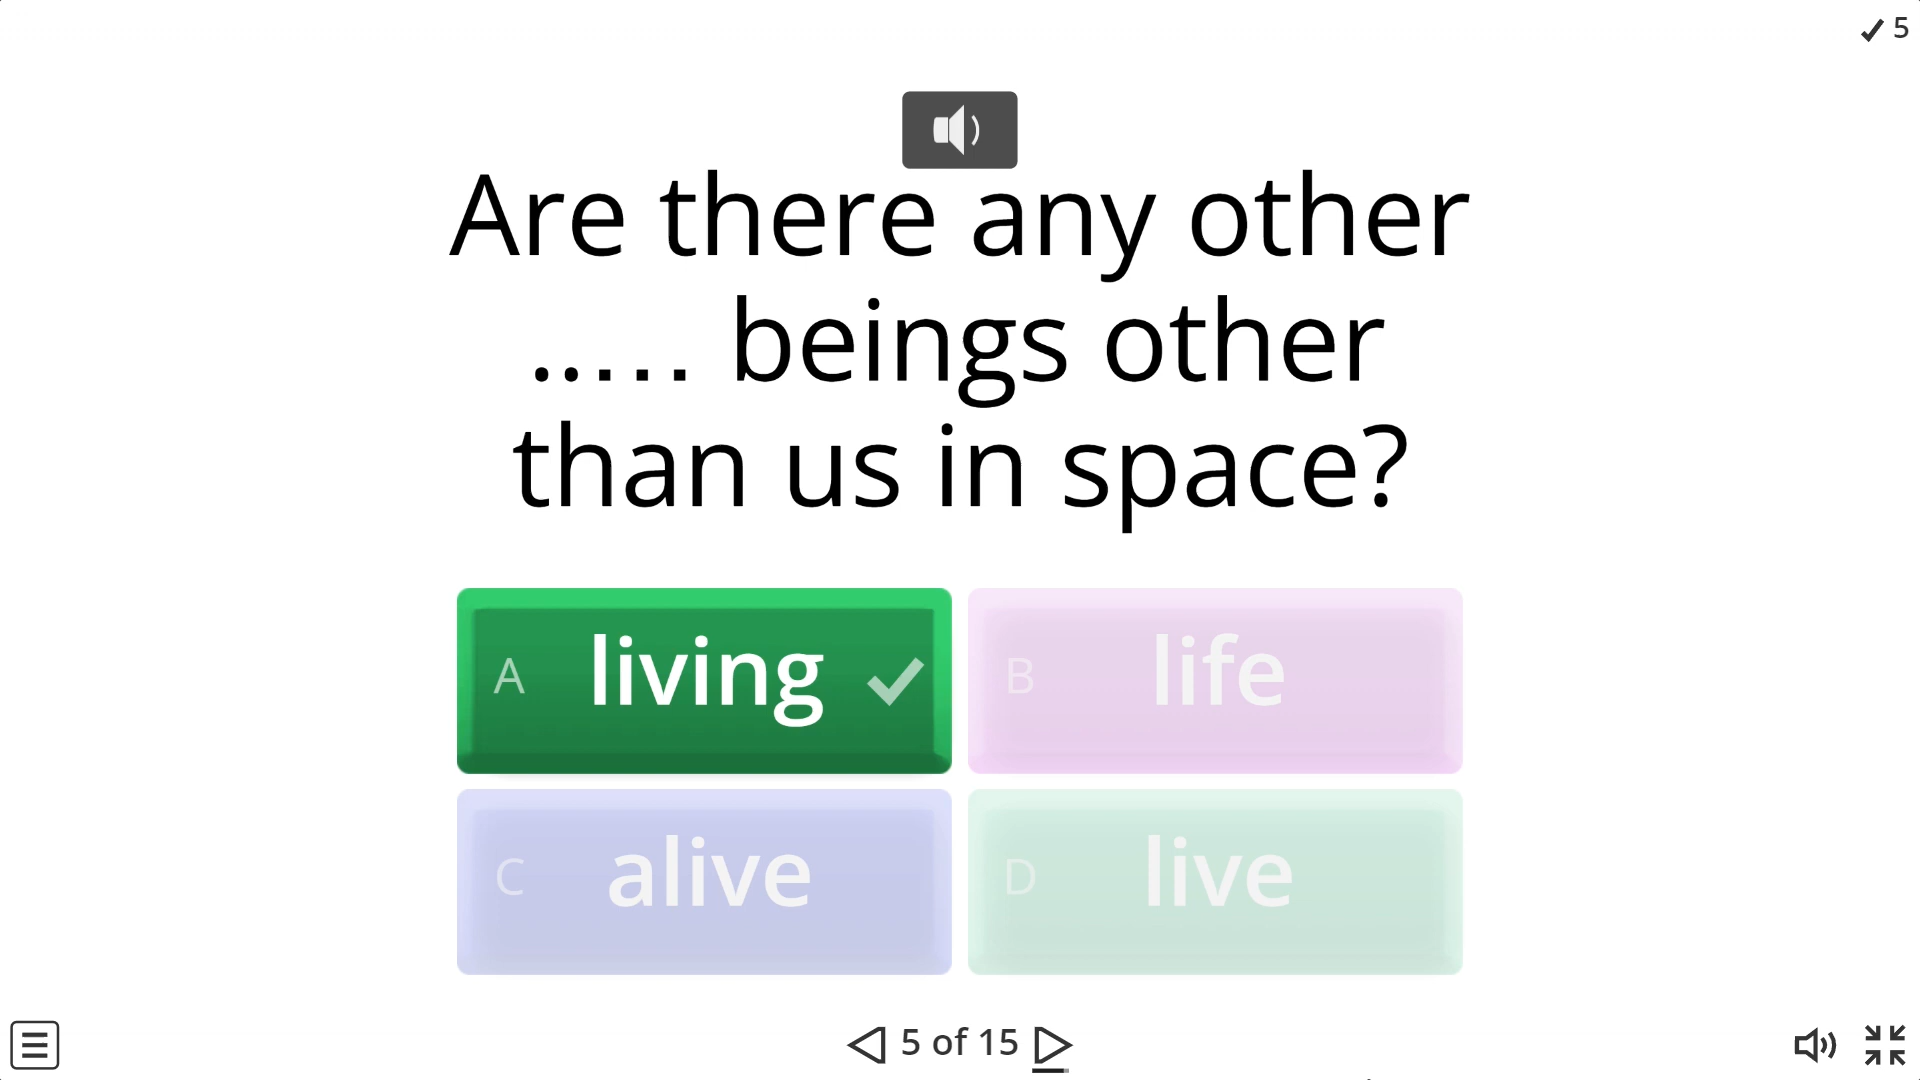 5
Are there any other
..… beings other
than us in space?
A living
B life
C alive
D live
5 of 15